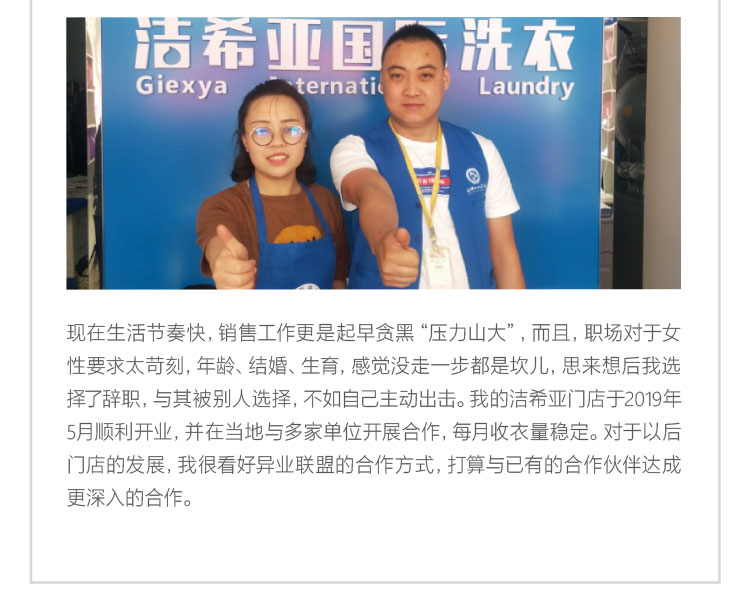 洁希亚国际洗衣
Giexya International Laundry
现在生活节奏快，销售工作更是起早贪黑“压力山大”，而且，职场对于女
性要求太苛刻，年龄、结婚、生育，感觉没走一步都是坎儿，思来想后我选
择了辞职，与其被别人选择，不如自己主动出击。我的洁希亚门店于2019年
5月顺利开业，并在当地与多家单位开展合作，每月收衣量稳定。对于以后
门店的发展，我很看好异业联盟的合作方式，打算与已有的合作伙伴达成
更深入的合作。